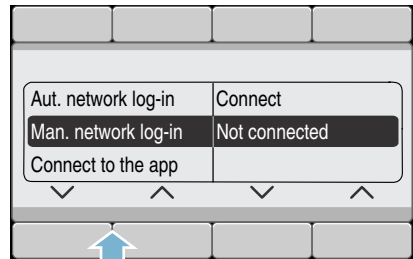 Aut. network log-in Connect
Man. network log-in Not connected
Connect to the app